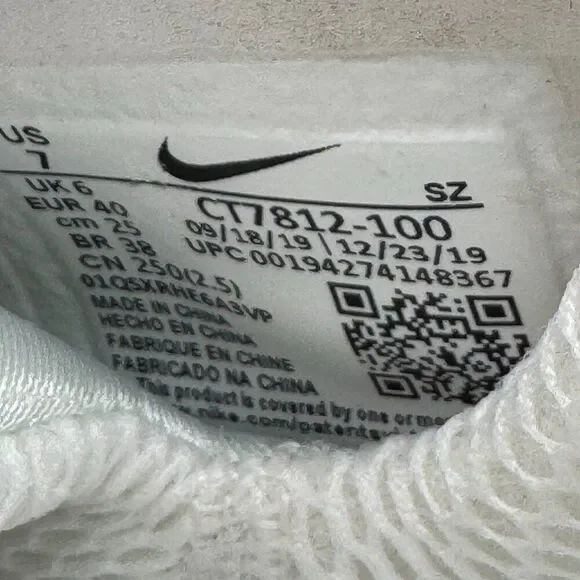 US
7
SZ
UK 6
EUR 40
cm 25
BR 38
CN 250(2.5)
CT7812-100
09/18/19 | 12/23/19
UPC 00194274148367
01QSXRHE6A3VP
MADE IN CHINA
HECHO EN CHINA
FABRIQUE EN CHINE
FABRICADO NA CHINA
This product is covered by one or